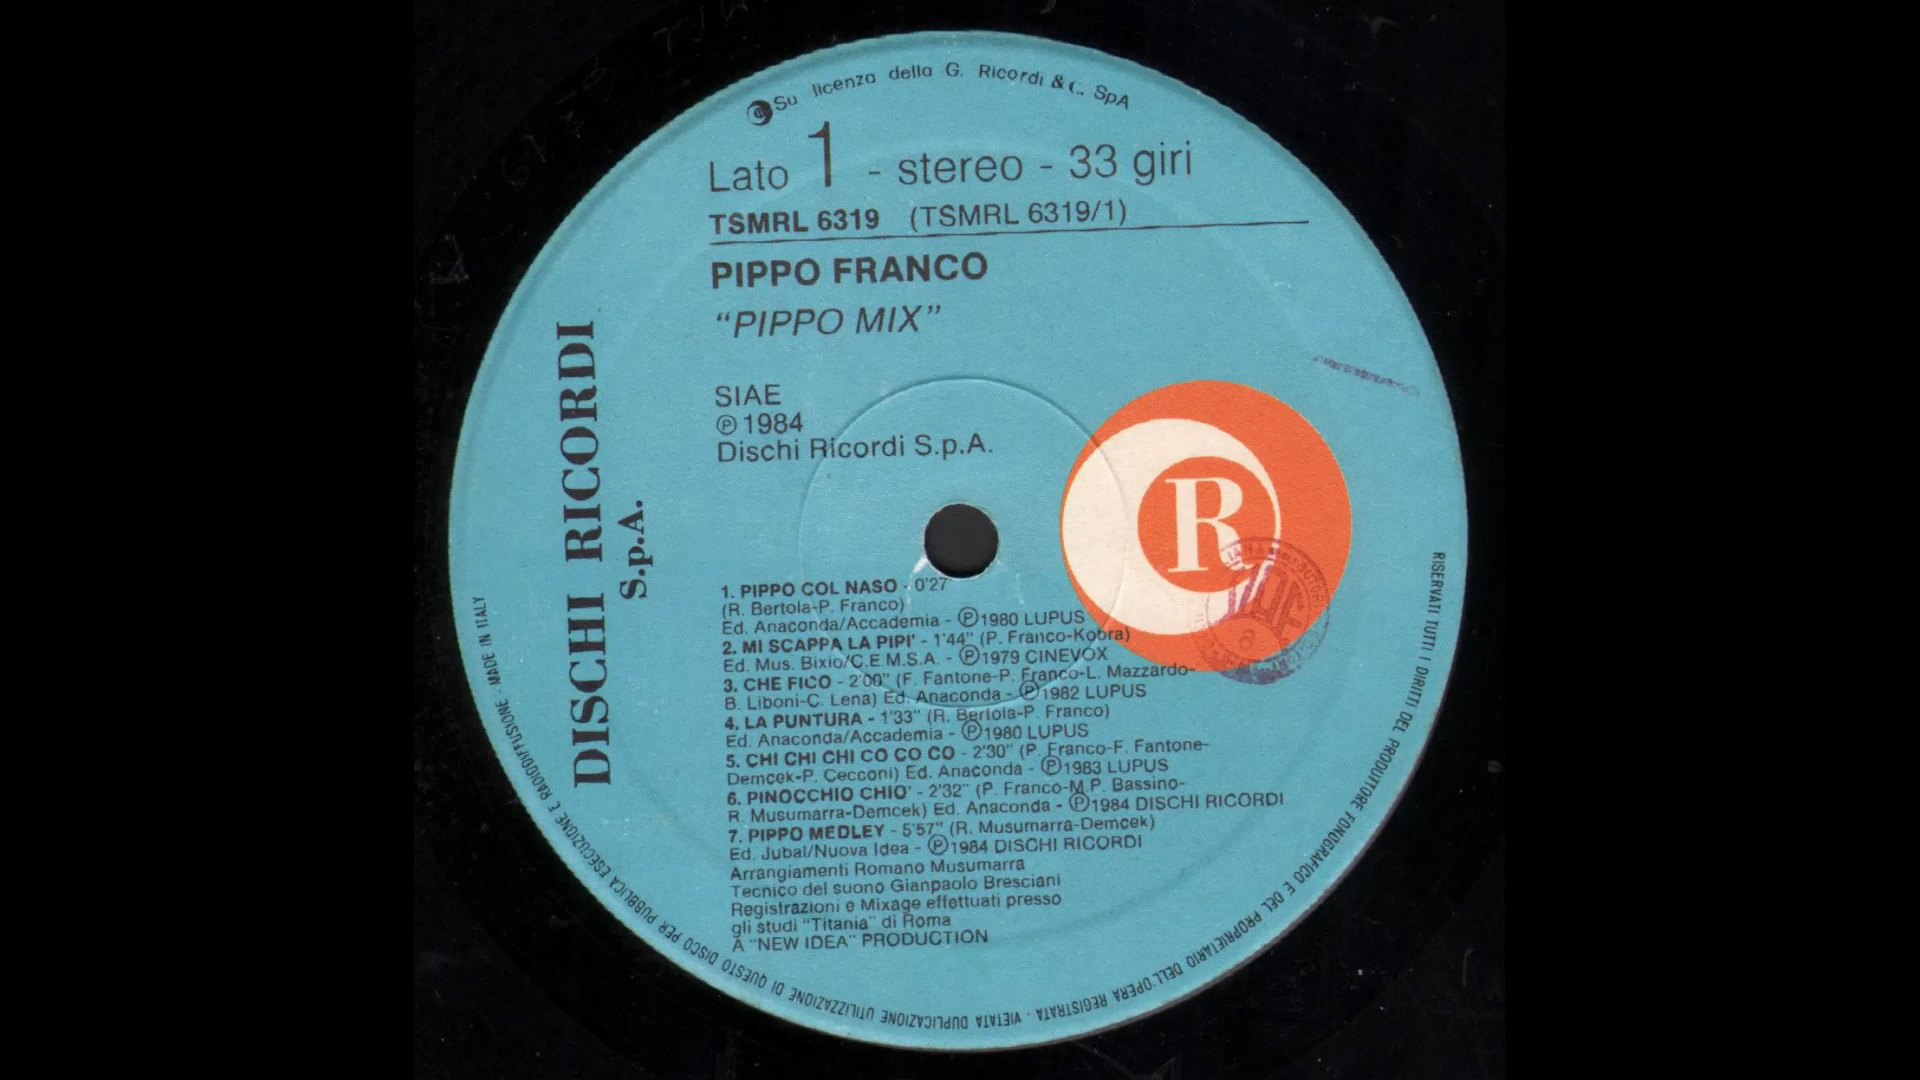 Su licenza della G. Ricordi & C. SpA
Lato 1 - stereo - 33 giri
TSMRL 6319 (TSMRL 6319/1)
PIPPO FRANCO
“PIPPO MIX”
SIAE
Ⓟ 1984
Dischi Ricordi S.p.A.
DISCHI RICORDI
S.p.A.
R
1. PIPPO COL NASO - 0'27
(R. Bertola-P. Franco)
Ed. Anaconda/Accademia - Ⓟ1980 LUPUS
2. MI SCAPPA LA PIPI' - 1'44" (P. Franco-Kobra)
Ed. Mus. Bixio/C.E.M.S.A. - Ⓟ1979 CINEVOX
3. CHE FICO - 2'00" (F. Fantone-P. Franco-L. Mazzardo-
B. Liboni-C. Lena) Ed. Anaconda - Ⓟ1982 LUPUS
4. LA PUNTURA - 1'33" (R. Bertola-P. Franco)
Ed. Anaconda/Accademia - Ⓟ1980 LUPUS
5. CHI CHI CHI CO CO CO - 2'30" (P. Franco-F. Fantone-
Demcek-P. Cecconi) Ed. Anaconda - Ⓟ1983 LUPUS
6. PINOCCHIO CHIO' - 2'32" (P. Franco-M.P. Bassino-
R. Musumarra-Demcek) Ed. Anaconda - Ⓟ1984 DISCHI RICORDI
7. PIPPO MEDLEY - 5'57" (R. Musumarra-Demcek)
Ed. Jubal/Nuova Idea - Ⓟ1984 DISCHI RICORDI
Arrangiamenti Romano Musumarra
Tecnico del suono Gianpaolo Bresciani
Registrazioni e Mixage effettuati presso
gli studi "Titania" di Roma
A "NEW IDEA" PRODUCTION
RISERVATI TUTTI I DIRITTI DEL PRODUTTORE FONOGRAFICO E DEL PROPRIETARIO DELL'OPERA REGISTRATA - VIETATA DUPLICAZIONE UTILIZZAZIONE DI QUESTO DISCO PER PUBBLICA ESECUZIONE E RADIODIFFUSIONE - MADE IN ITALY